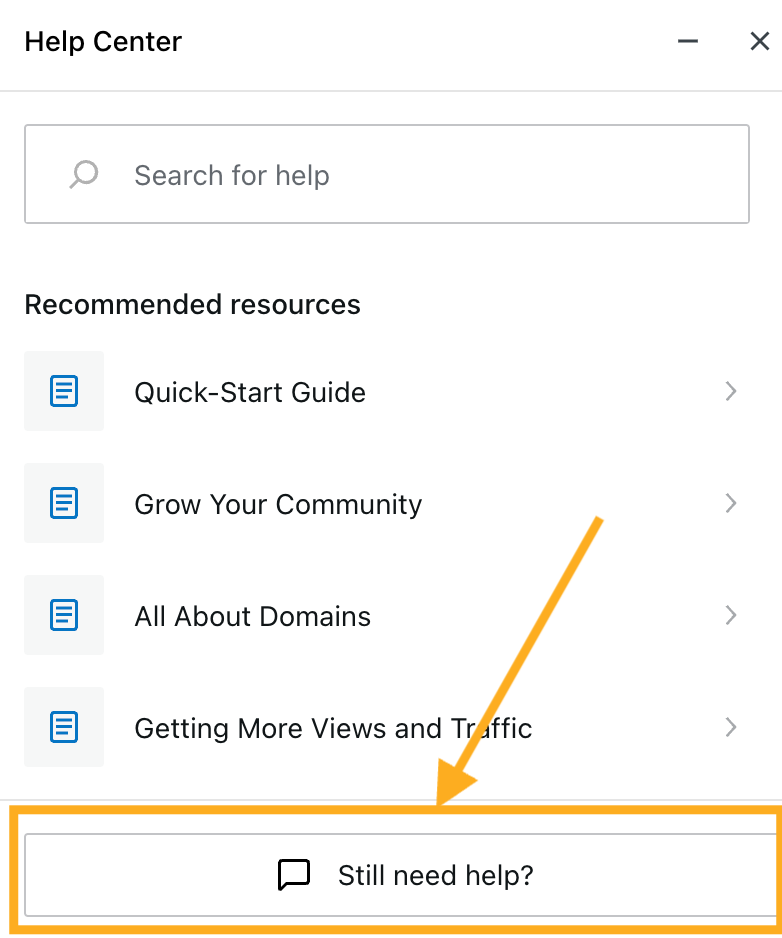 Help Center
Search for help
Recommended resources
Quick-Start Guide
Grow Your Community
All About Domains
Getting More Views and Traffic
Still need help?